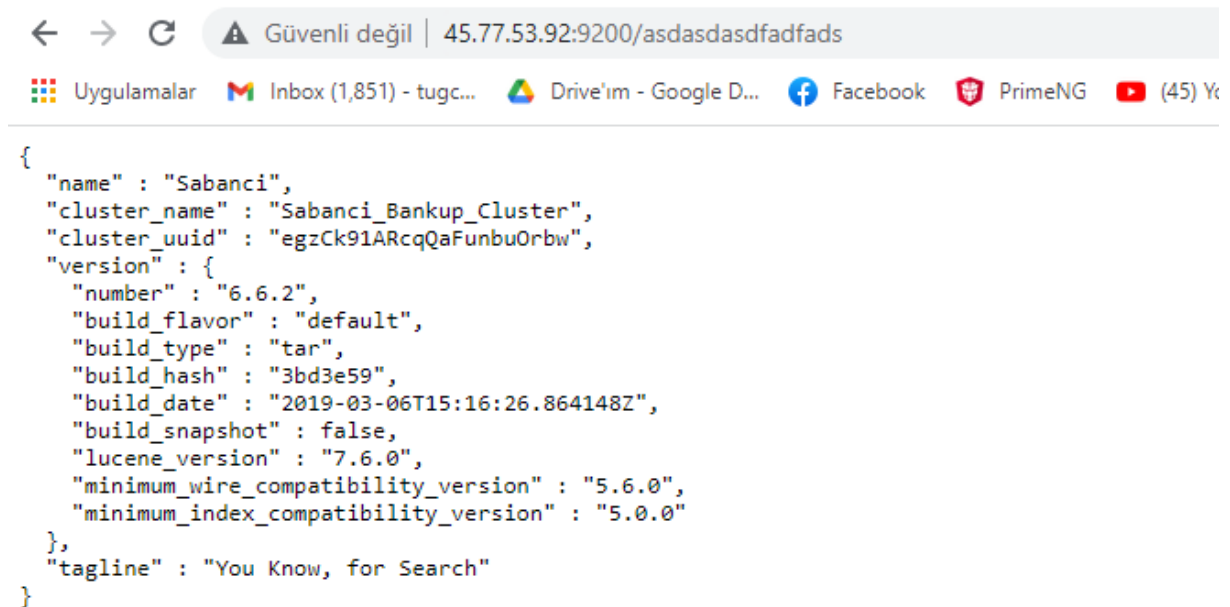 Güvenli değil | 45.77.53.92:9200/asdasdasdfadfads
Uygulamalar Inbox (1,851) - tugc... Drive'ım - Google D... Facebook PrimeNG (45) Yo
{
  "name" : "Sabanci",
  "cluster_name" : "Sabanci_Bankup_Cluster",
  "cluster_uuid" : "egzCk91ARcqQaFunbuOrbw",
  "version" : {
    "number" : "6.6.2",
    "build_flavor" : "default",
    "build_type" : "tar",
    "build_hash" : "3bd3e59",
    "build_date" : "2019-03-06T15:16:26.864148Z",
    "build_snapshot" : false,
    "lucene_version" : "7.6.0",
    "minimum_wire_compatibility_version" : "5.6.0",
    "minimum_index_compatibility_version" : "5.0.0"
  },
  "tagline" : "You Know, for Search"
}